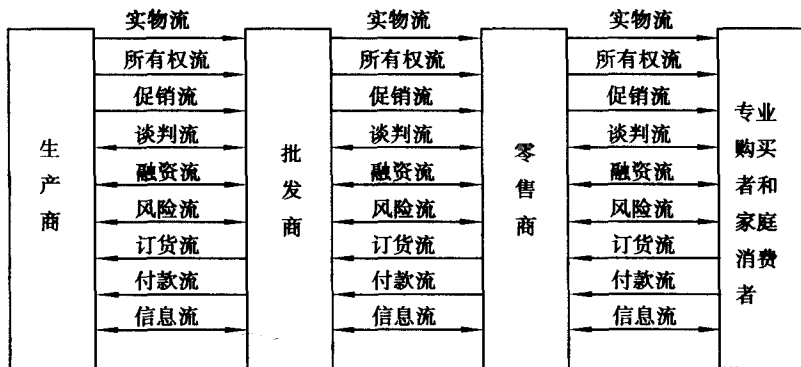 实物流 实物流 实物流
所有权流 所有权流 所有权流
促销流 促销流 促销流
谈判流 谈判流 谈判流
融资流 融资流 融资流
风险流 风险流 风险流
订货流 订货流 订货流
付款流 付款流 付款流
信息流 信息流 信息流
生产商
批发商
零售商
专业
购买
者和
家庭
消费
者